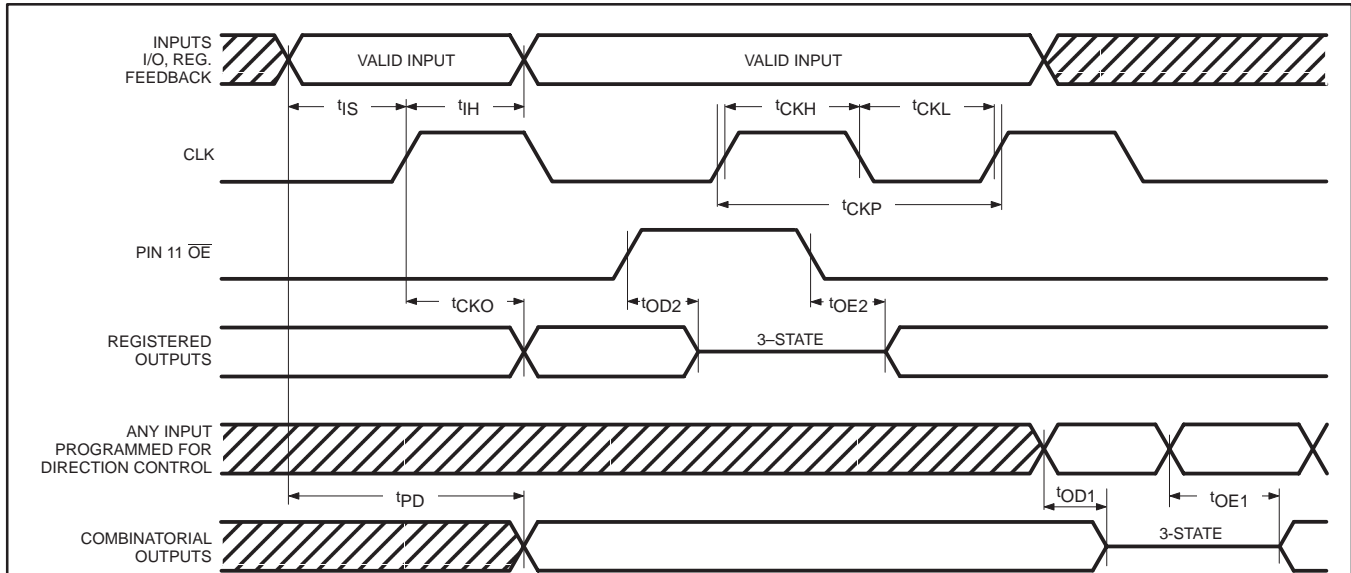 INPUTS
I/O, REG.
FEEDBACK
VALID INPUT
VALID INPUT
tIS
tIH
tCKH
tCKL
CLK
tCKP
PIN 11 OE
tCKO
tOD2
tOE2
REGISTERED
OUTPUTS
3–STATE
ANY INPUT
PROGRAMMED FOR
DIRECTION CONTROL
tPD
tOD1
tOE1
COMBINATORIAL
OUTPUTS
3-STATE